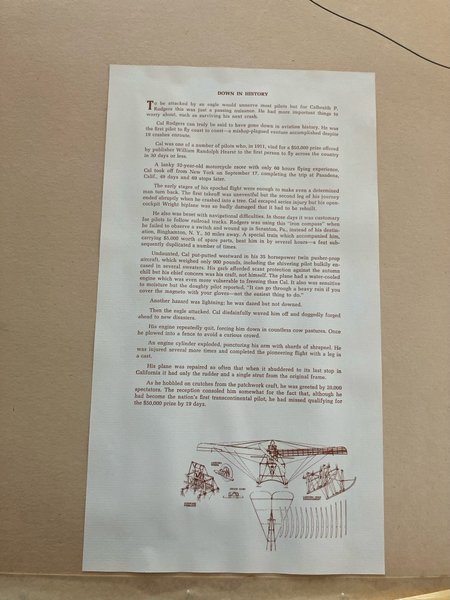 DOWN IN HISTORY
To be attacked by an eagle would unnerve most pilots but for Calbraith P.
Rodgers this was just a passing nuisance. He had more important things to
worry about, such as surviving his next crash.
Cal Rodgers can truly be said to have gone down in aviation history. He was
the first pilot to fly coast to coast—a mishap-plagued venture accomplished despite
19 crashes enroute.
Cal was one of a number of pilots who, in 1911, vied for a $50,000 prize offered
by publisher William Randolph Hearst to the first person to fly across the country
in 30 days or less.
A lanky 32-year-old motorcycle racer with only 60 hours flying experience,
Cal took off from New York on September 17, completing the trip at Pasadena,
Calif., 49 days and 69 stops later.
The early stages of his epochal flight were enough to make even a determined
man turn back. The first takeoff was uneventful but the second leg of his journey
ended abruptly when he crashed into a tree. Cal escaped serious injury but his open-
cockpit Wright biplane was so badly damaged that it had to be rebuilt.
He also was beset with navigational difficulties. In those days it was customary
for pilots to follow railroad tracks. Rodgers was using this "iron compass" when
he failed to observe a switch and wound up in Scranton, Pa., instead of his destin-
ation, Binghamton, N. Y., 50 miles away. A special train which accompanied him,
carrying $5,000 worth of spare parts, beat him in by several hours—a feat sub-
sequently duplicated a number of times.
Undaunted, Cal put-putted westward in his 35 horsepower twin pusher-prop
aircraft, which weighed only 900 pounds, including the shivering pilot bulkily en-
cased in several sweaters. His garb afforded scant protection against the autumn
chill but his chief concern was his craft, not himself. The plane had a water-cooled
engine which was even more vulnerable to freezing than Cal. It also was sensitive
to moisture but the doughty pilot reported, "It can go through a heavy rain if you
cover the magneto with your gloves—not the easiest thing to do."
Another hazard was lightning; he was dazed but not downed.
Then the eagle attacked. Cal disdainfully waved him off and doggedly forged
ahead to new disasters.
His engine repeatedly quit, forcing him down in countless cow pastures. Once
he plowed into a fence to avoid a curious crowd.
An engine cylinder exploded, puncturing his arm with shards of shrapnel. He
was injured several more times and completed the pioneering flight with a leg in
a cast.
His plane was repaired so often that when it shuddered to its last stop in
California it had only the rudder and a single strut from the original frame.
As he hobbled on crutches from the patchwork craft, he was greeted by 20,000
spectators. The reception consoled him somewhat for the fact that, although he
had become the nation's first transcontinental pilot, he had missed qualifying for
the $50,000 prize by 19 days.